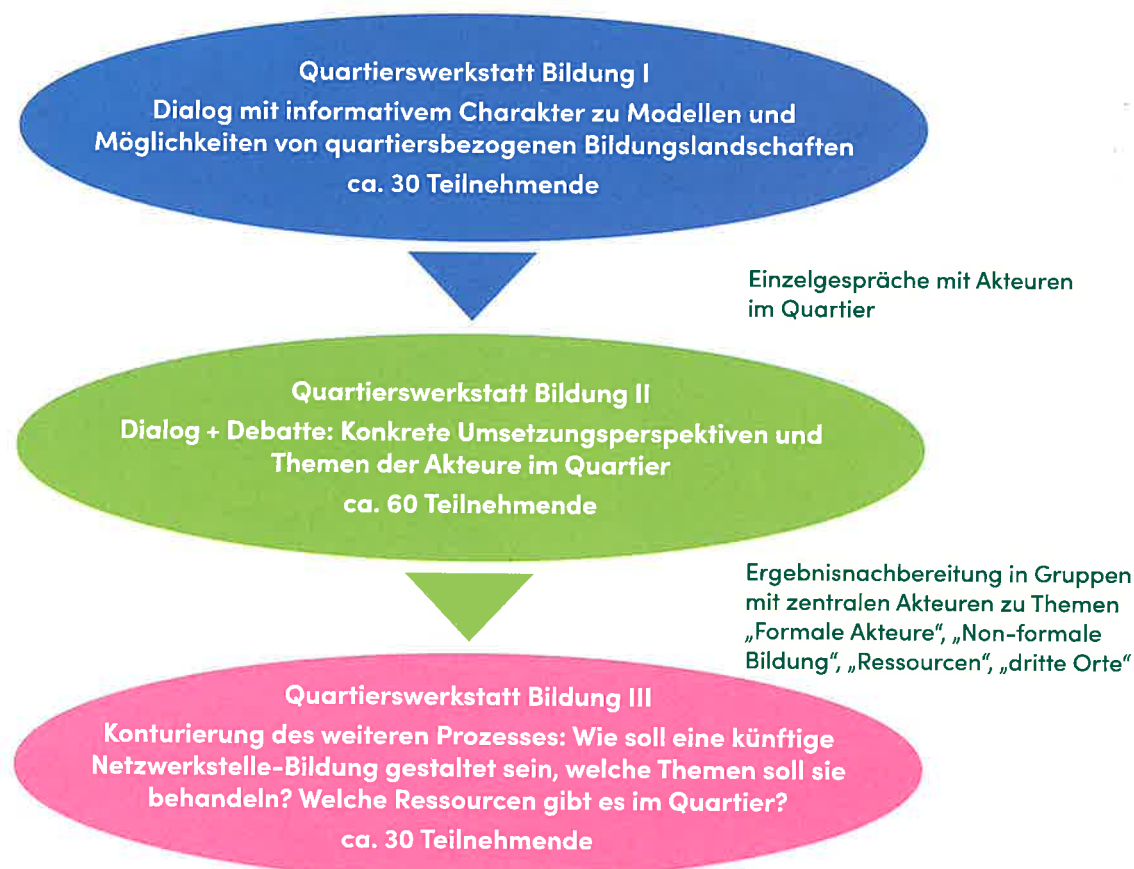 Quartierswerkstatt Bildung I
Dialog mit informativem Charakter zu Modellen und
Möglichkeiten von quartiersbezogenen Bildungslandschaften
ca. 30 Teilnehmende
Einzelgespräche mit Akteuren
im Quartier
Quartierswerkstatt Bildung II
Dialog + Debatte: Konkrete Umsetzungsperspektiven und
Themen der Akteure im Quartier
ca. 60 Teilnehmende
Ergebnisnachbereitung in Gruppen
mit zentralen Akteuren zu Themen
„Formale Akteure“, „Non-formale
Bildung“, „Ressourcen“, „dritte Orte“
Quartierswerkstatt Bildung III
Konturierung des weiteren Prozesses: Wie soll eine künftige
Netzwerkstelle-Bildung gestaltet sein, welche Themen soll sie
behandeln? Welche Ressourcen gibt es im Quartier?
ca. 30 Teilnehmende